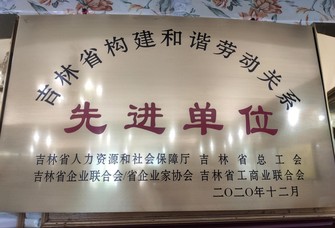 吉林省构建和谐劳动关系
先进单位
吉林省人力资源和社会保障厅 吉林省总工会
吉林省企业联合会/省企业家协会 吉林省工商业联合会
二〇二〇年十二月